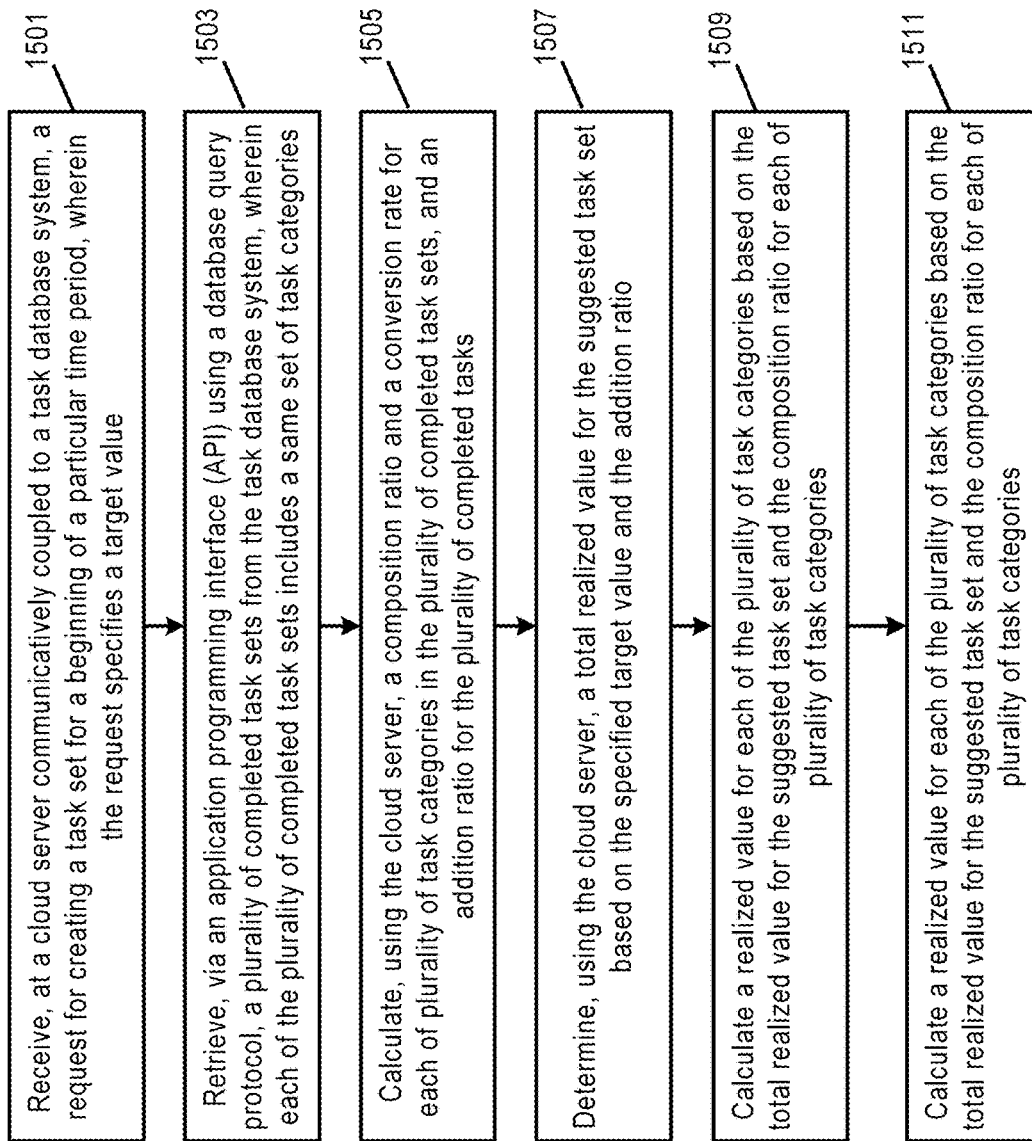 Receive, at a cloud server communicatively coupled to a task database system, a
request for creating a task set for a beginning of a particular time period, wherein
the request specifies a target value
1501
Retrieve, via an application programming interface (API) using a database query
protocol, a plurality of completed task sets from the task database system, wherein
each of the plurality of completed task sets includes a same set of task categories
1503
Calculate, using the cloud server, a composition ratio and a conversion rate for
each of plurality of task categories in the plurality of completed task sets, and an
addition ratio for the plurality of completed tasks
1505
Determine, using the cloud server, a total realized value for the suggested task set
based on the specified target value and the addition ratio
1507
Calculate a realized value for each of the plurality of task categories based on the
total realized value for the suggested task set and the composition ratio for each of
plurality of task categories
1509
Calculate a realized value for each of the plurality of task categories based on the
total realized value for the suggested task set and the composition ratio for each of
plurality of task categories
1511